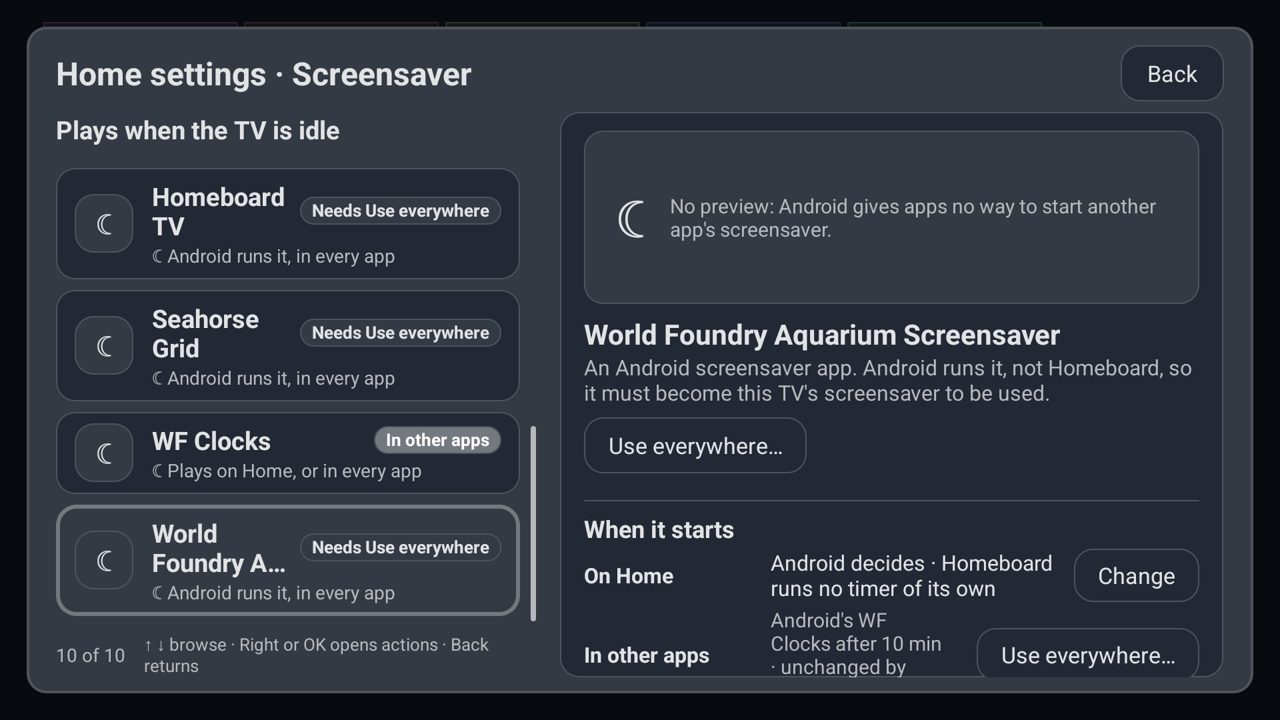 Home settings · Screensaver
Back
Plays when the TV is idle
Homeboard
TV
Needs Use everywhere
☾ Android runs it, in every app
Seahorse
Grid
Needs Use everywhere
☾ Android runs it, in every app
WF Clocks
In other apps
☾ Plays on Home, or in every app
World
Foundry A…
Needs Use everywhere
☾ Android runs it, in every app
10 of 10
↑ ↓ browse · Right or OK opens actions · Back
returns
No preview: Android gives apps no way to start another
app's screensaver.
World Foundry Aquarium Screensaver
An Android screensaver app. Android runs it, not Homeboard, so
it must become this TV's screensaver to be used.
Use everywhere…
When it starts
On Home
Android decides · Homeboard
runs no timer of its own
Change
In other apps
Android's WF
Clocks after 10 min
· unchanged by
Use everywhere…